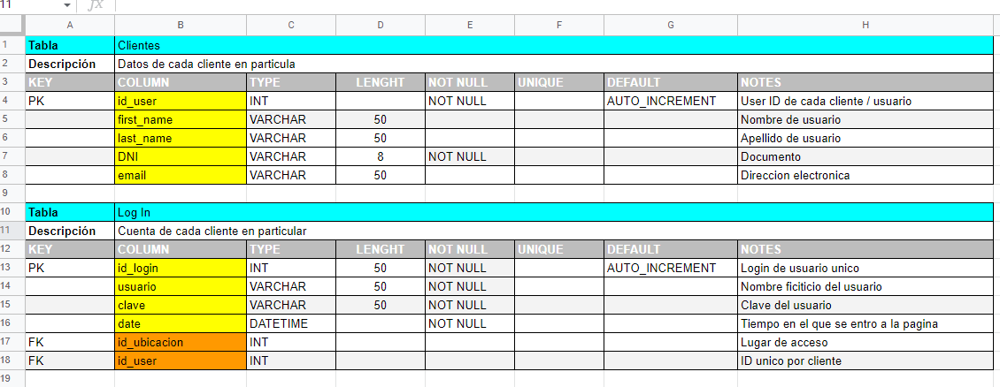 11 fx
A B C D E F G H
1 Tabla Clientes
2 Descripción Datos de cada cliente en particula
3 KEY COLUMN TYPE LENGHT NOT NULL UNIQUE DEFAULT NOTES
4 PK id_user INT NOT NULL AUTO_INCREMENT User ID de cada cliente / usuario
5 first_name VARCHAR 50 Nombre de usuario
6 last_name VARCHAR 50 Apellido de usuario
7 DNI VARCHAR 8 NOT NULL Documento
8 email VARCHAR 50 Direccion electronica
9
10 Tabla Log In
11 Descripción Cuenta de cada cliente en particular
12 KEY COLUMN TYPE LENGHT NOT NULL UNIQUE DEFAULT NOTES
13 PK id_login INT 50 NOT NULL AUTO_INCREMENT Login de usuario unico
14 usuario VARCHAR 50 NOT NULL Nombre ficiticio del usuario
15 clave VARCHAR 50 NOT NULL Clave del usuario
16 date DATETIME NOT NULL Tiempo en el que se entro a la pagina
17 FK id_ubicacion INT Lugar de acceso
18 FK id_user INT ID unico por cliente
19